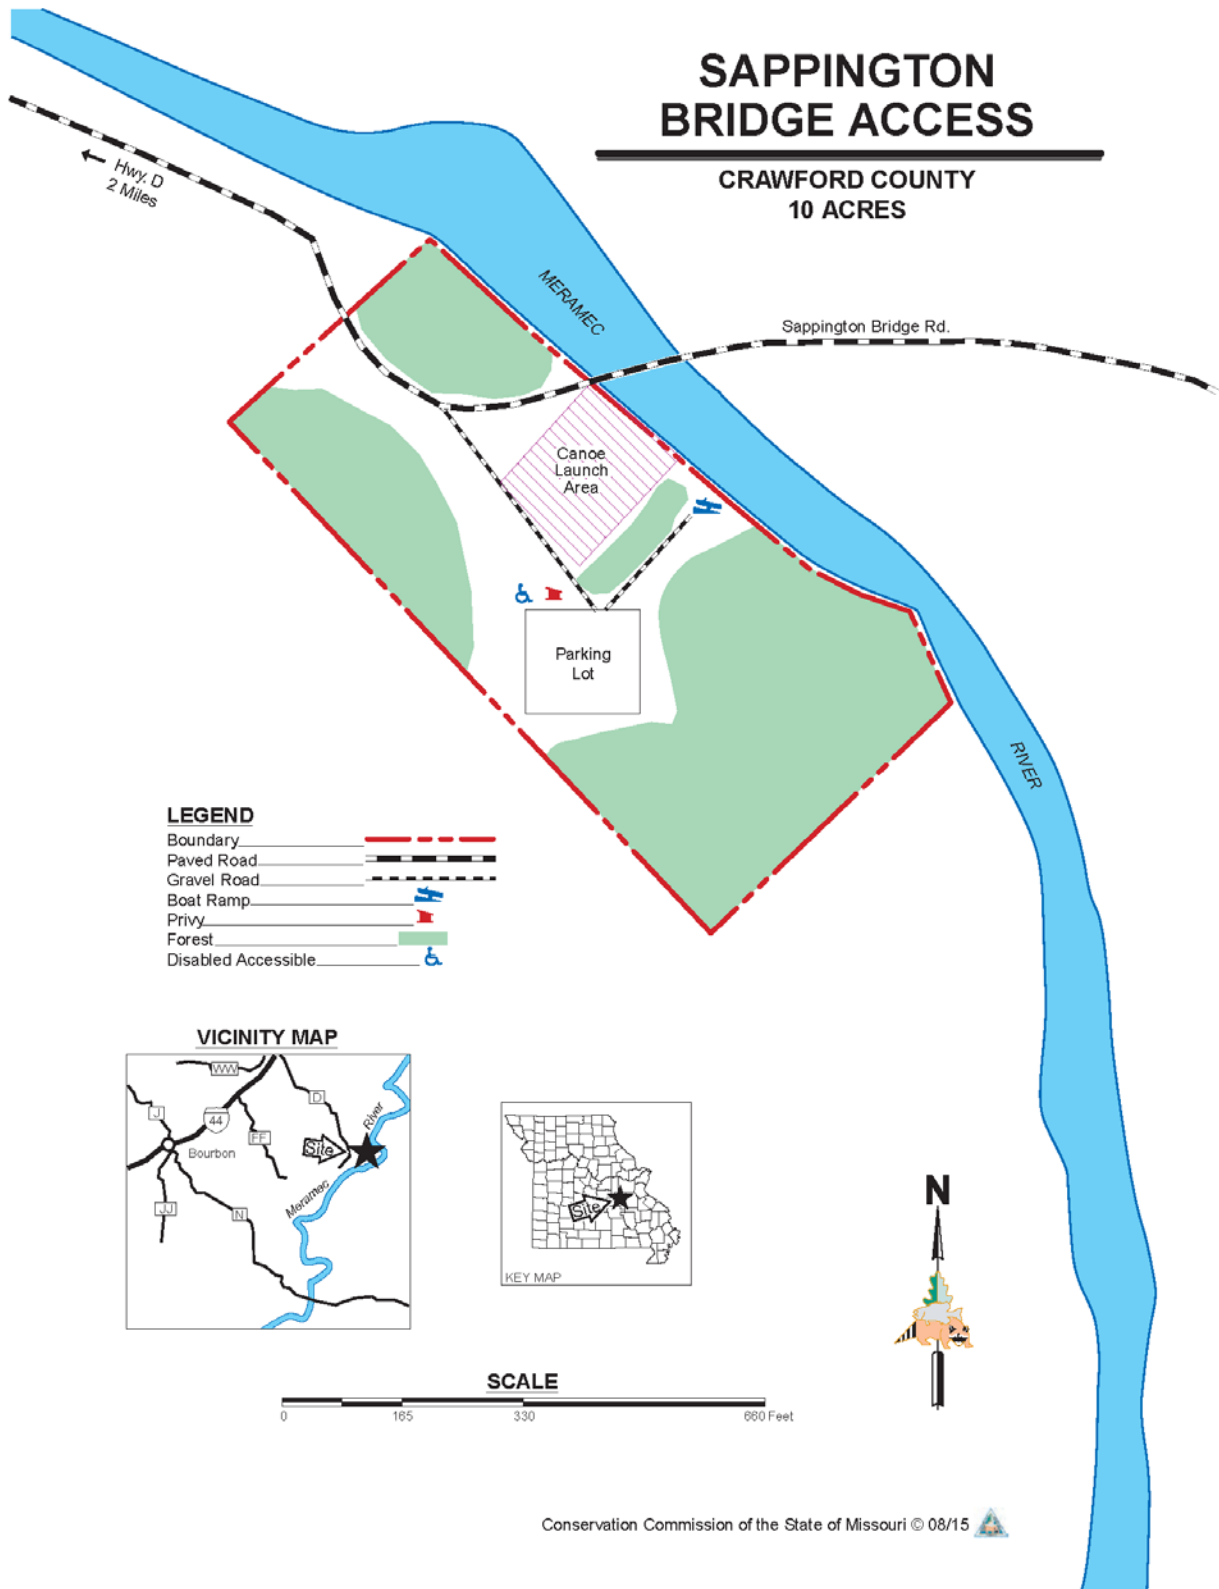 SAPPINGTON
BRIDGE ACCESS
CRAWFORD COUNTY
10 ACRES
Hwy. D
2 Miles
MERAMEC
Sappington Bridge Rd.
Canoe
Launch
Area
Parking
Lot
RIVER
LEGEND
Boundary
Paved Road
Gravel Road
Boat Ramp
Privy
Forest
Disabled Accessible
VICINITY MAP
WW
J
44
D
FF
River
Site
Bourbon
Meramec
JJ
N
Site
KEY MAP
N
SCALE
0 165 330 660 Feet
Conservation Commission of the State of Missouri © 08/15